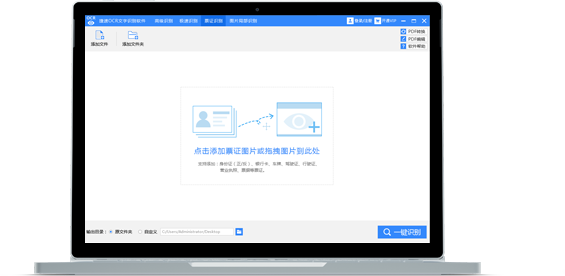 OCR
捷速OCR文字识别软件 高级识别 极速识别 票证识别 图片局部识别 登录/注册 开通VIP
添加文件 添加文件夹
PDF转换
PDF编辑
软件帮助
点击添加票证图片或拖拽图片到此处
支持添加：身份证（正/反）、银行卡、车牌、驾驶证、行驶证、
营业执照、票据等票证。
输出目录： 原文件夹 自定义 C:/Users/Administrator/Desktop 一键识别